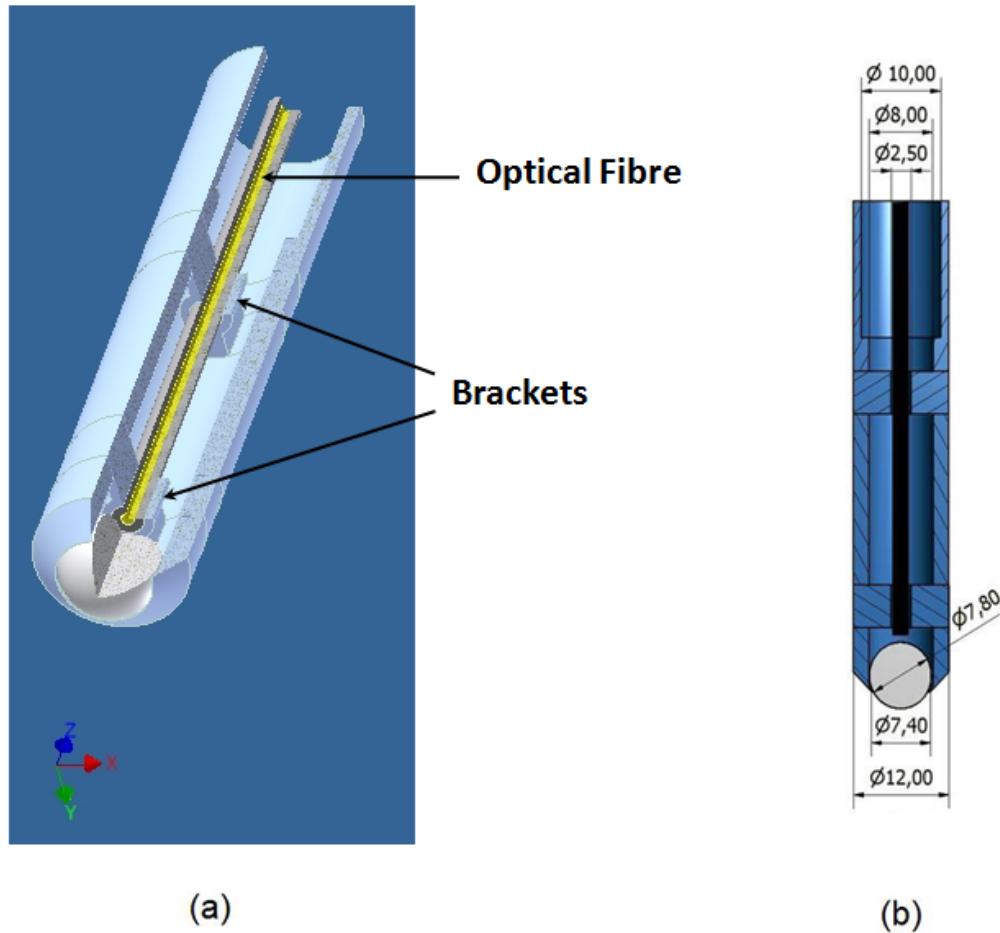 Optical Fibre
Brackets
Z
X
Y
(a)
Ø 10,00
Ø8,00
Ø2,50
Ø7,80
Ø7,40
Ø12,00
(b)